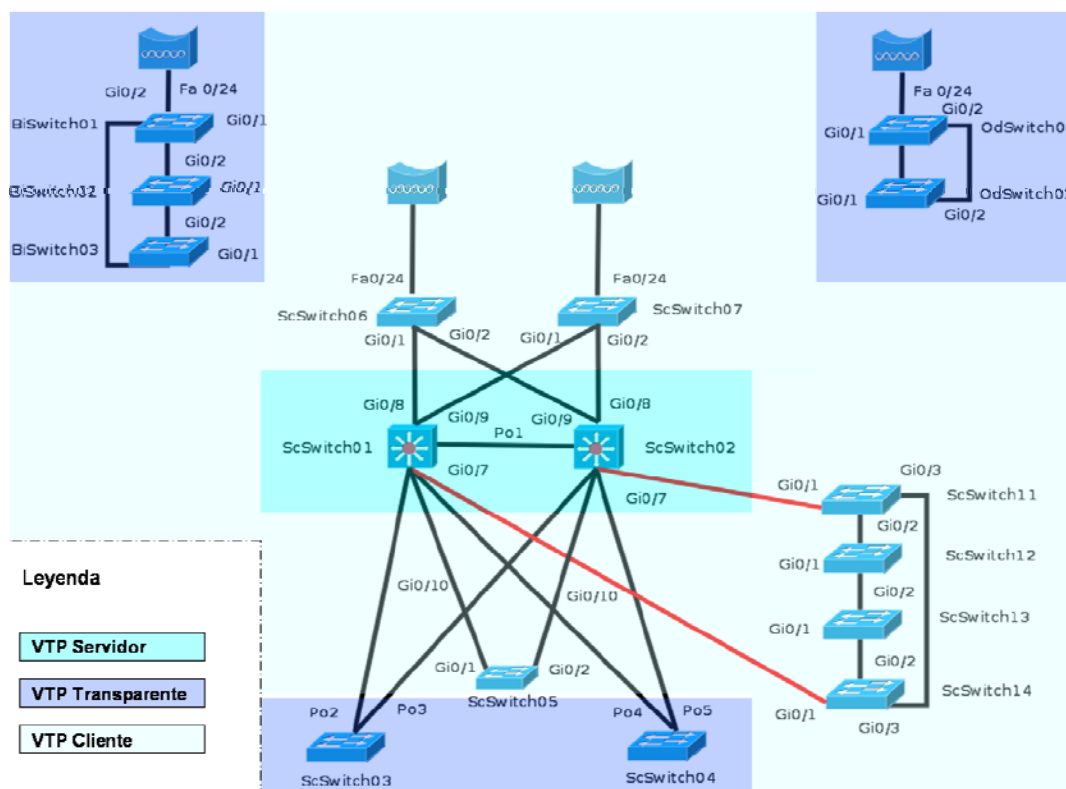 Gi0/2
Fa 0/24
BiSwitch01
Gi0/1
Gi0/2
BiSwitch02
Gi0/1
Gi0/2
BiSwitch03
Gi0/1
Fa 0/24
Gi0/2
Gi0/1
Gi0/1
Gi0/2
Fa0/24
Fa0/24
ScSwitch06
ScSwitch07
Gi0/1
Gi0/2
Gi0/1
Gi0/2
Gi0/8
Gi0/9
Gi0/9
Gi0/8
ScSwitch01
Po1
ScSwitch02
Gi0/7
Gi0/7
Gi0/1
Gi0/3
ScSwitch11
Gi0/2
Gi0/1
ScSwitch12
Gi0/2
Gi0/1
ScSwitch13
Gi0/2
ScSwitch14
Gi0/1
Gi0/3
Gi0/10
Gi0/10
Gi0/1
Gi0/2
ScSwitch05
Po2
Po3
Po4
Po5
ScSwitch03
ScSwitch04
Leyenda
VTP Servidor
VTP Transparente
VTP Cliente